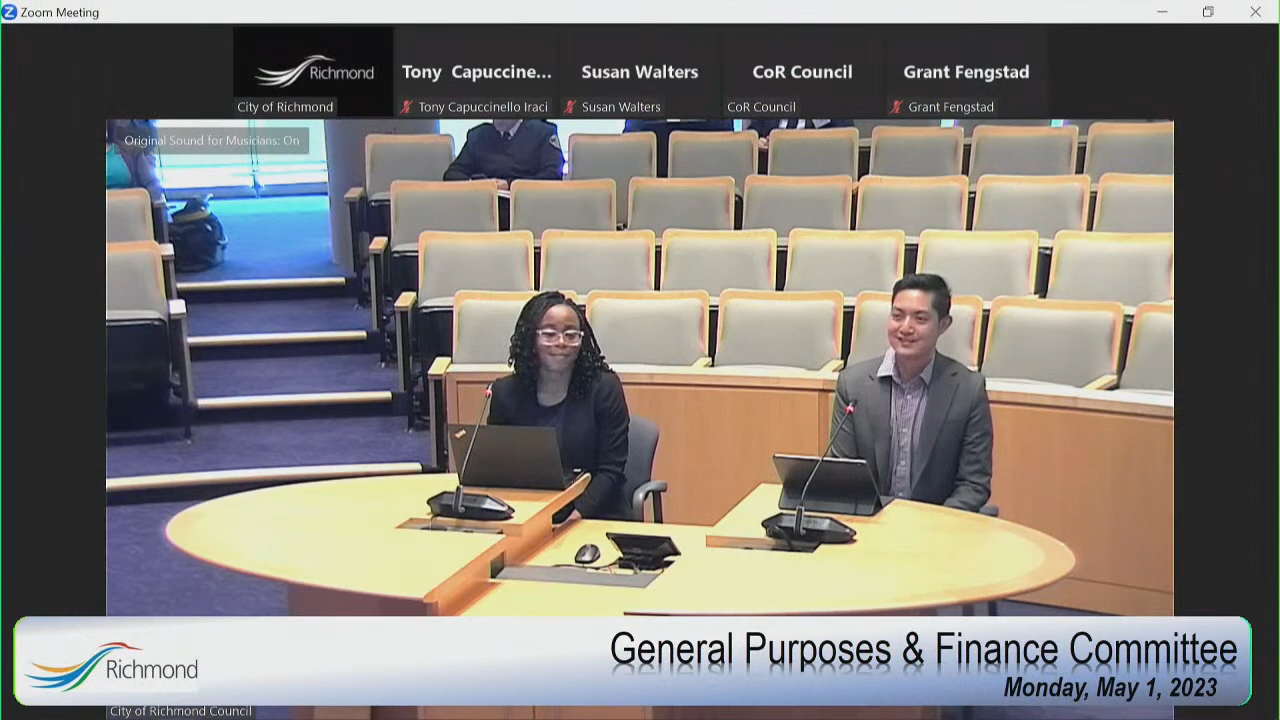 Zoom Meeting
Richmond
City of Richmond
Tony Capuccine...
Tony Capuccinello Iraci
Susan Walters
Susan Walters
CoR Council
CoR Council
Grant Fengstad
Grant Fengstad
Original Sound for Musicians: On
General Purposes & Finance Committee
Richmond
Monday, May 1, 2023
City of Richmond Council